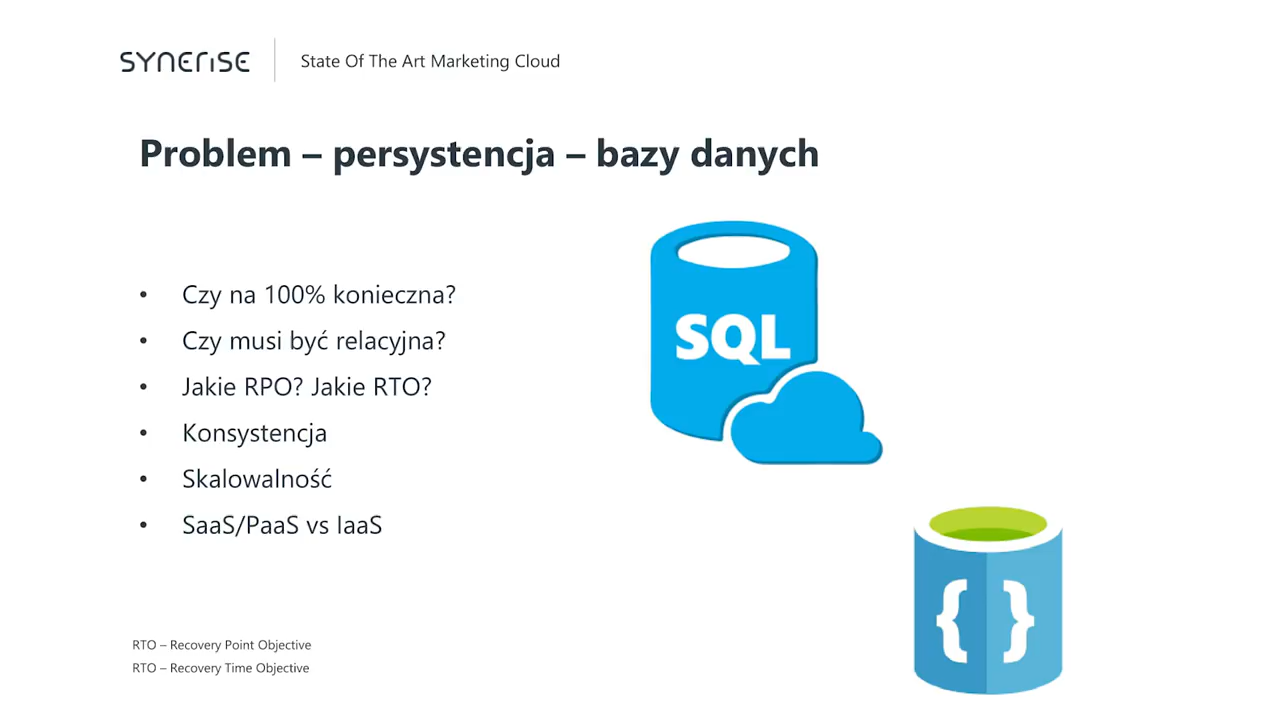 SYNERISE
State Of The Art Marketing Cloud
Problem – persystencja – bazy danych
• Czy na 100% konieczna?
• Czy musi być relacyjna?
• Jakie RPO? Jakie RTO?
• Konsystencja
• Skalowalność
• SaaS/PaaS vs IaaS
SQL
{ }
RTO – Recovery Point Objective
RTO – Recovery Time Objective